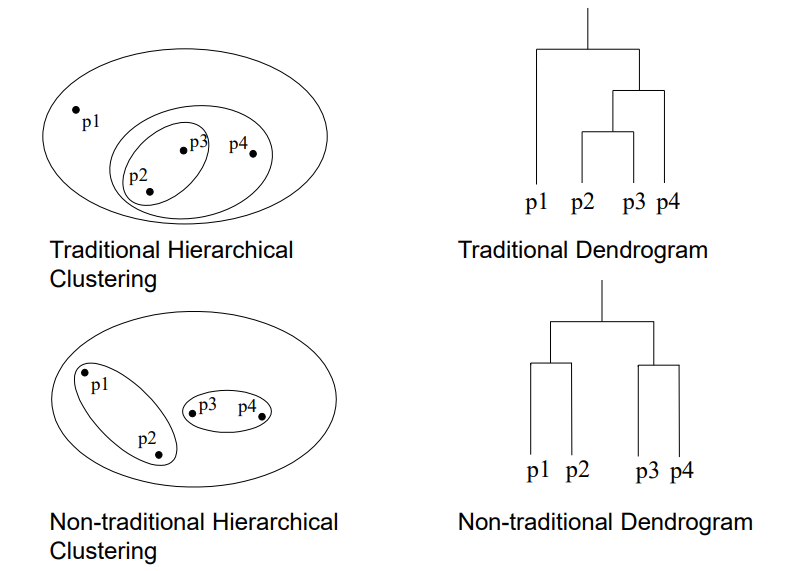 p1
p3
p4
p2
p1
p2
p3
p4
Traditional Hierarchical
Clustering
Traditional Dendrogram
p1
p3
p4
p2
p1
p2
p3
p4
Non-traditional Hierarchical
Clustering
Non-traditional Dendrogram